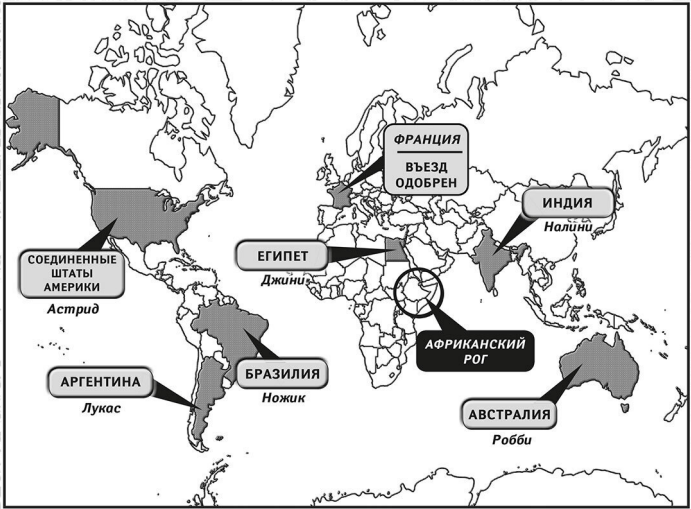 ФРАНЦИЯ
ВЪЕЗД
ОДОБРЕН
ИНДИЯ
Налини
СОЕДИНЕННЫЕ
ШТАТЫ
АМЕРИКИ
Астрид
ЕГИПЕТ
Джини
АФРИКАНСКИЙ
РОГ
БРАЗИЛИЯ
Ножик
АРГЕНТИНА
Лукас
АВСТРАЛИЯ
Робби